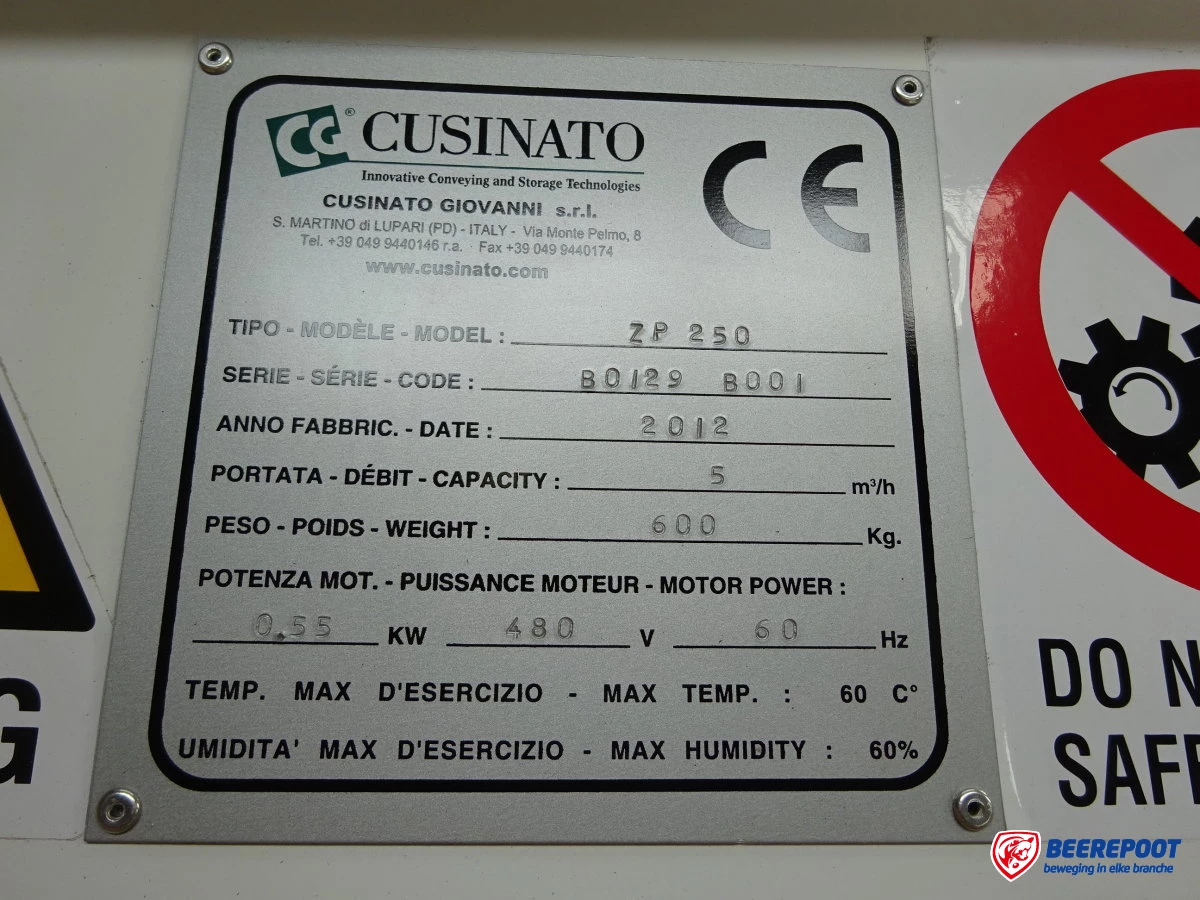 CG® CUSINATO
Innovative Conveying and Storage Technologies
CUSINATO GIOVANNI s.r.l.
S. MARTINO di LUPARI (PD) - ITALY - Via Monte Pelmo, 8
Tel. +39 049 9440146 r.a. · Fax +39 049 9440174
www.cusinato.com
CE
TIPO - MODÈLE - MODEL : ZP 250
SERIE - SÉRIE - CODE : B0129 B001
ANNO FABBRIC. - DATE : 2012
PORTATA - DÉBIT - CAPACITY : 5 m³/h
PESO - POIDS - WEIGHT : 600 Kg.
POTENZA MOT. - PUISSANCE MOTEUR - MOTOR POWER :
0.55 KW 480 V 60 Hz
TEMP. MAX D'ESERCIZIO - MAX TEMP. : 60 C°
UMIDITA' MAX D'ESERCIZIO - MAX HUMIDITY : 60%
G
DO N
SAF
BEEREPOOT
beweging in elke branche